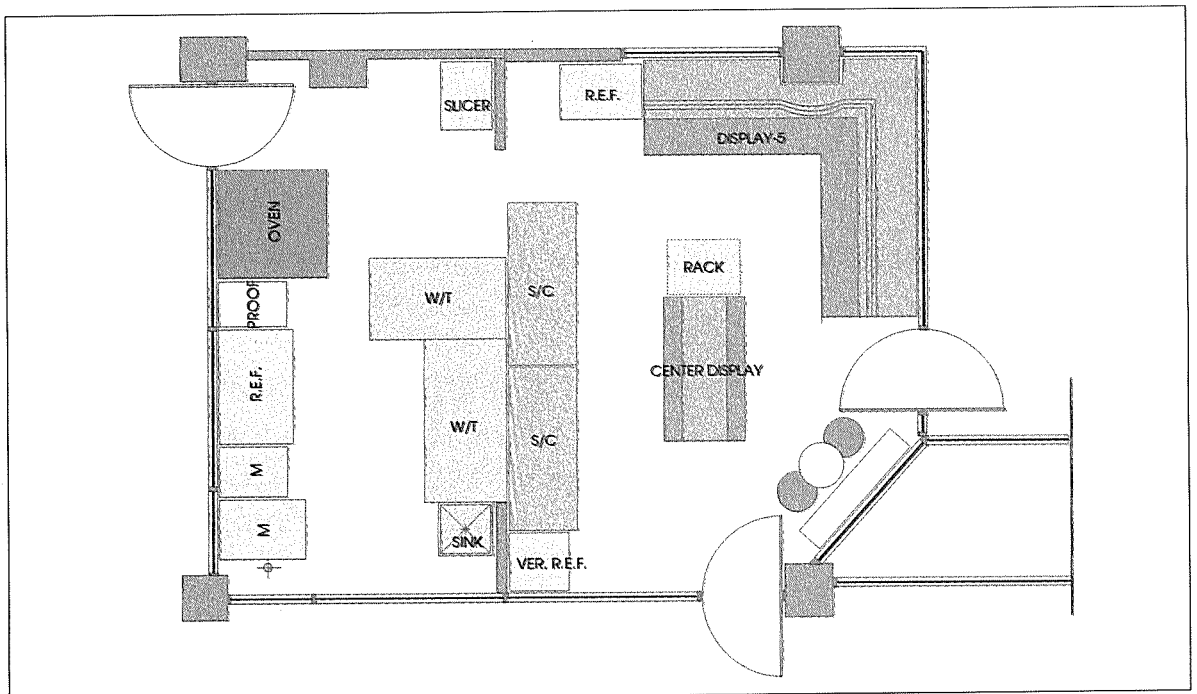 SLICER
R.E.F.
DISPLAY-5
OVEN
RACK
PROOF
W/T
S/C
R.E.F.
CENTER DISPLAY
W/T
S/C
M
M
SINK
VER. R.E.F.